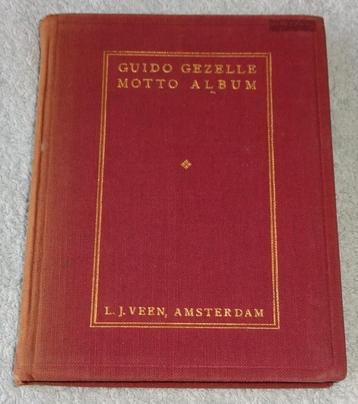 GUIDO GEZELLE
MOTTO ALBUM
L. J. VEEN, AMSTERDAM